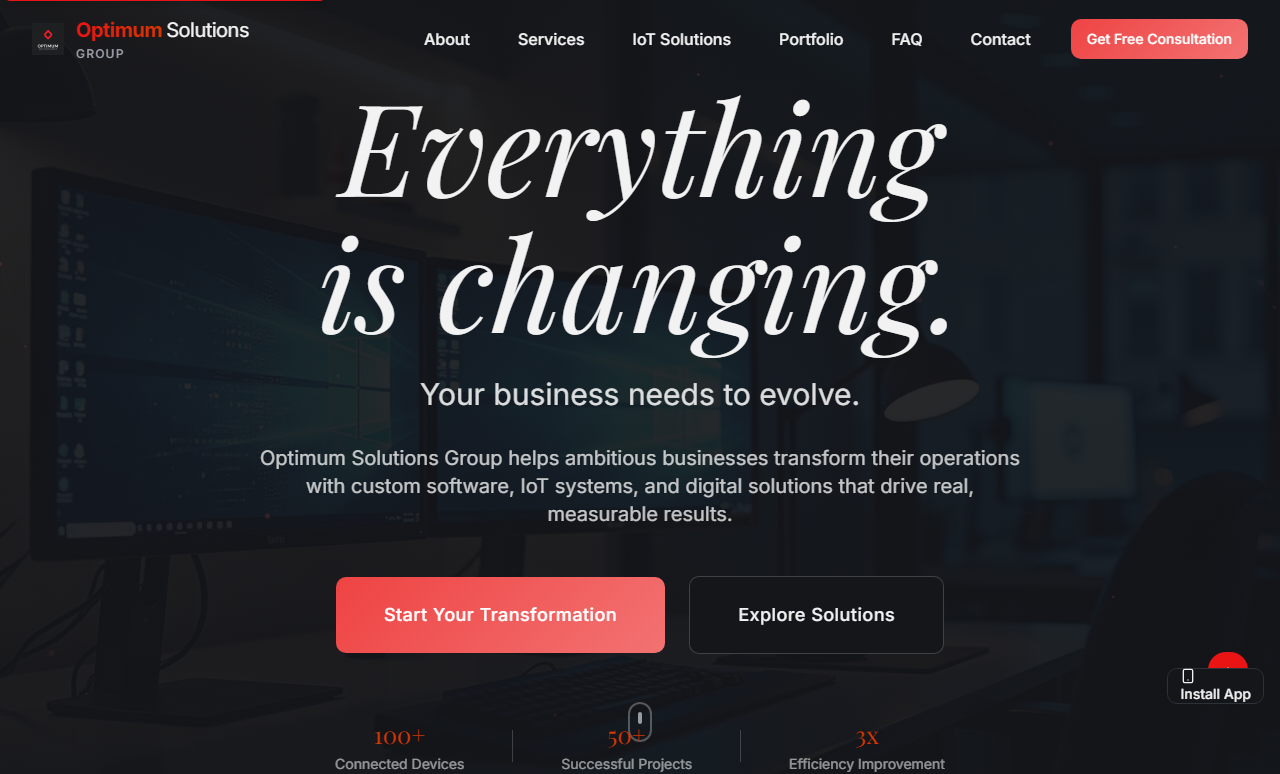 Optimum Solutions
GROUP
OPTIMUM
About
Services
IoT Solutions
Portfolio
FAQ
Contact
Get Free Consultation
Everything
is changing.
Your business needs to evolve.
Optimum Solutions Group helps ambitious businesses transform their operations
with custom software, IoT systems, and digital solutions that drive real,
measurable results.
Start Your Transformation
Explore Solutions
Install App
100+
50+
3x
Connected Devices
Successful Projects
Efficiency Improvement